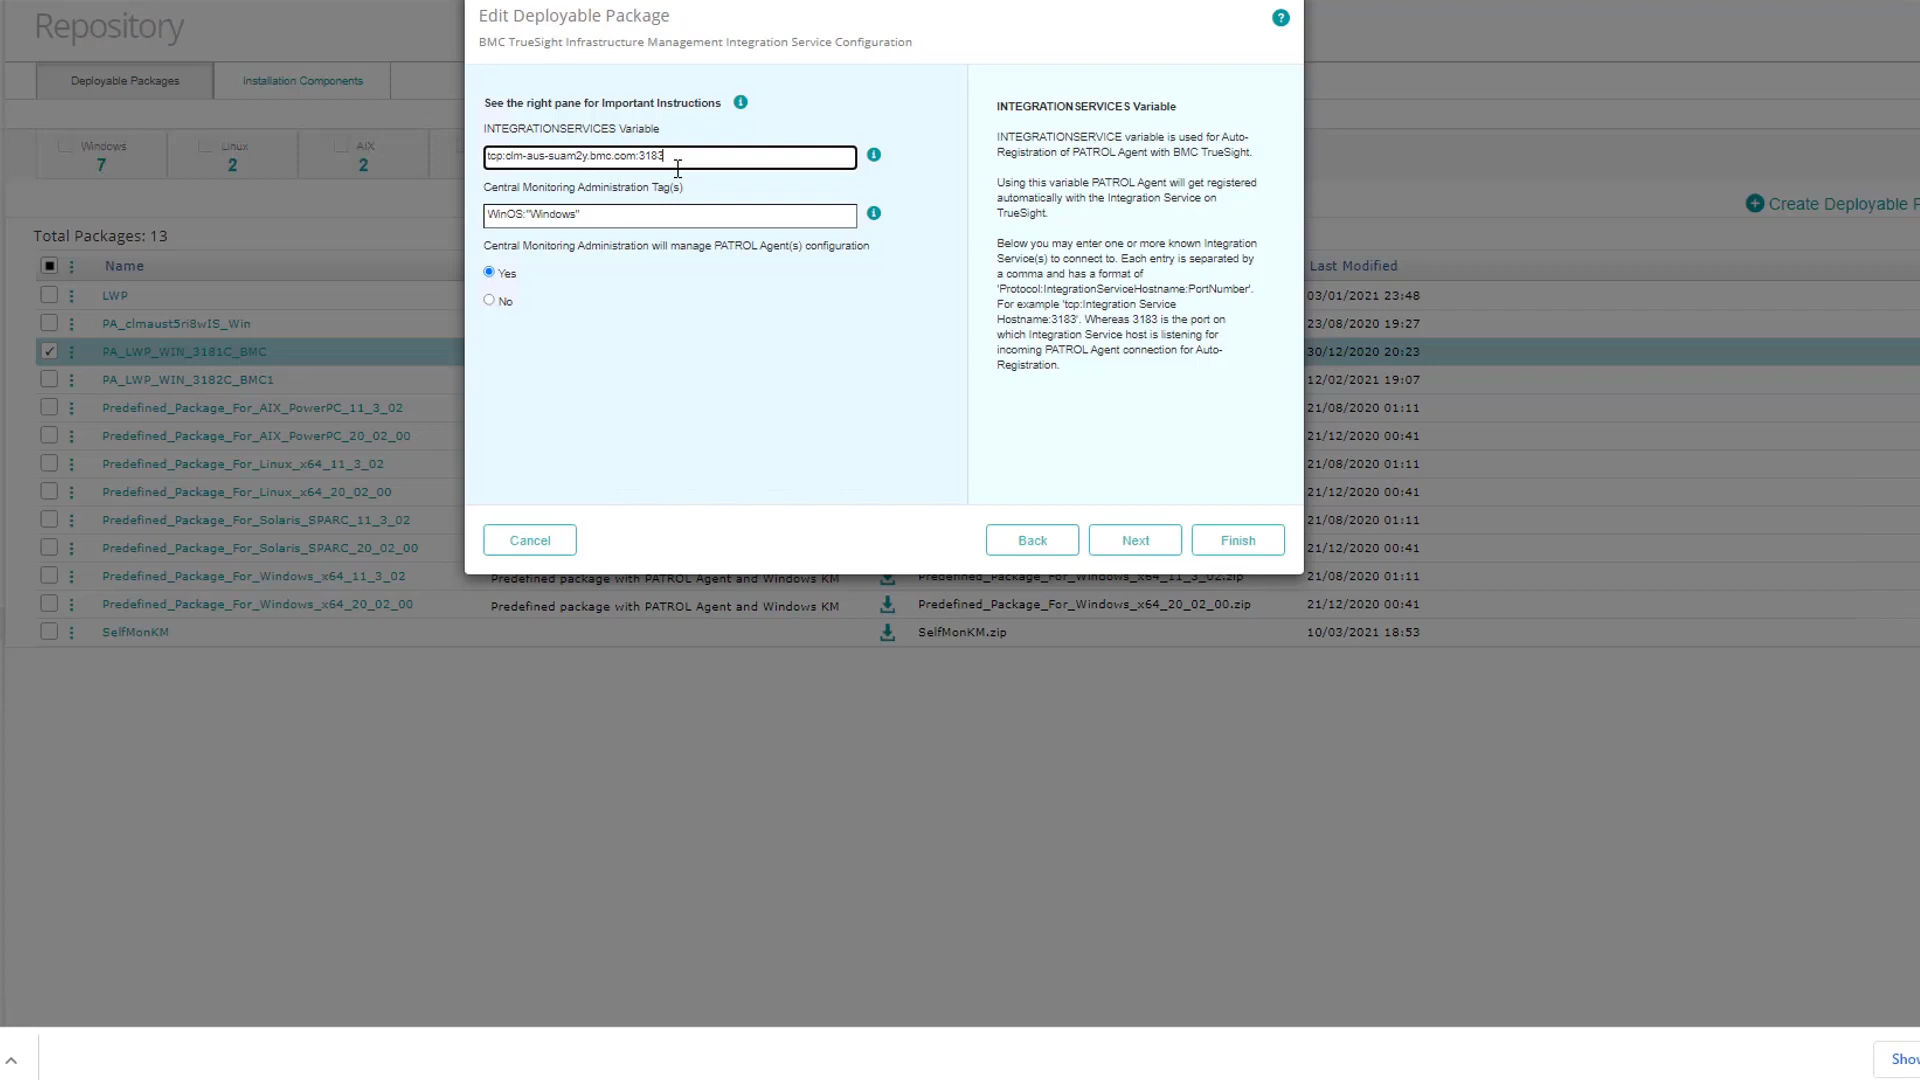 Repository
Edit Deployable Package
BMC TrueSight Infrastructure Management Integration Service Configuration
Deployable Packages
Installation Components
Windows
7
Linux
2
AIX
2
See the right pane for Important Instructions
INTEGRATIONSERVICES Variable
tcp:clm-aus-suam2y.bmc.com:3183
Central Monitoring Administration Tag(s)
WinOS:"Windows"
Central Monitoring Administration will manage PATROL Agent(s) configuration
Yes
No
INTEGRATIONSERVICES Variable
INTEGRATIONSERVICE variable is used for Auto-
Registration of PATROL Agent with BMC TrueSight.
Using this variable PATROL Agent will get registered
automatically with the Integration Service on
TrueSight.
Below you may enter one or more known Integration
Service(s) to connect to. Each entry is separated by
a comma and has a format of
'Protocol:IntegrationServiceHostname:PortNumber'.
For example 'tcp:Integration Service
Hostname:3183'. Whereas 3183 is the port on
which Integration Service host is listening for
incoming PATROL Agent connection for Auto-
Registration.
Cancel
Back
Next
Finish
Create Deployable P
Total Packages: 13
Name
Last Modified
LWP
03/01/2021 23:48
PA_clmaust5ri8wIS_Win
23/08/2020 19:27
PA_LWP_WIN_3181C_BMC
30/12/2020 20:23
PA_LWP_WIN_3182C_BMC1
12/02/2021 19:07
Predefined_Package_For_AIX_PowerPC_11_3_02
21/08/2020 01:11
Predefined_Package_For_AIX_PowerPC_20_02_00
21/12/2020 00:41
Predefined_Package_For_Linux_x64_11_3_02
21/08/2020 01:11
Predefined_Package_For_Linux_x64_20_02_00
21/12/2020 00:41
Predefined_Package_For_Solaris_SPARC_11_3_02
21/08/2020 01:11
Predefined_Package_For_Solaris_SPARC_20_02_00
21/12/2020 00:41
Predefined_Package_For_Windows_x64_11_3_02
Predefined package with PATROL Agent and Windows KM
Predefined_Package_For_Windows_x64_11_3_02.zip
21/08/2020 01:11
Predefined_Package_For_Windows_x64_20_02_00
Predefined package with PATROL Agent and Windows KM
Predefined_Package_For_Windows_x64_20_02_00.zip
21/12/2020 00:41
SelfMonKM
SelfMonKM.zip
10/03/2021 18:53
Show